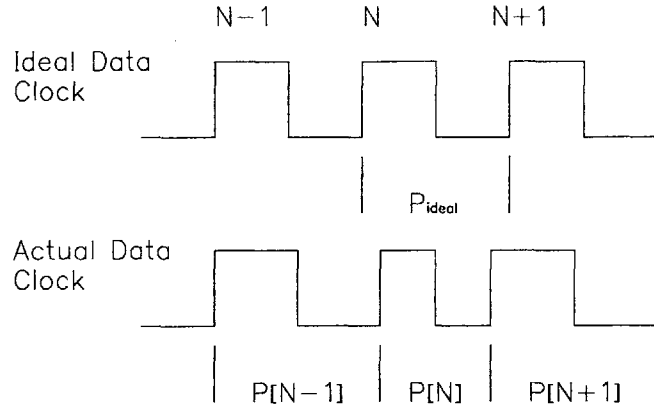 N-1 N N+1
Ideal Data
Clock
Pideal
Actual Data
Clock
P[N-1] P[N] P[N+1]